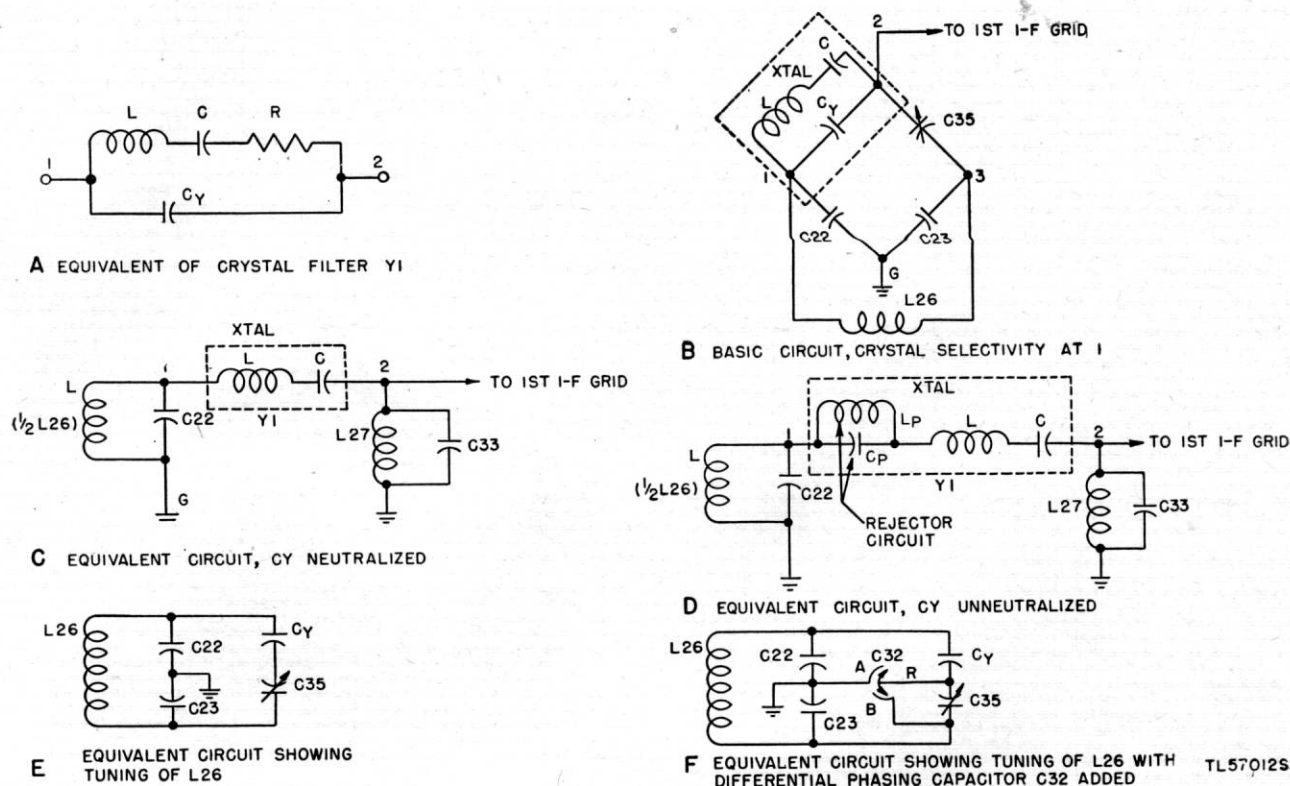 L C R
1 2
CY
A EQUIVALENT OF CRYSTAL FILTER Y1
2
TO 1ST I-F GRID
C
XTAL
L
CY
C35
1 3
C22 C23
G
L26
B BASIC CIRCUIT, CRYSTAL SELECTIVITY AT 1
XTAL
L 1 L C 2
TO 1ST I-F GRID
(½L26)
C22
Y1
L27
C33
G
C EQUIVALENT CIRCUIT, CY NEUTRALIZED
XTAL
L 1 LP L C 2
TO 1ST I-F GRID
(½L26)
CP
C22
Y1
L27
C33
REJECTOR
CIRCUIT
D EQUIVALENT CIRCUIT, CY UNNEUTRALIZED
L26
C22
CY
C35
C23
E EQUIVALENT CIRCUIT SHOWING
TUNING OF L26
L26
C22
A C32
R
CY
B
C35
C23
F EQUIVALENT CIRCUIT SHOWING TUNING OF L26 WITH
DIFFERENTIAL PHASING CAPACITOR C32 ADDED
TL57012S